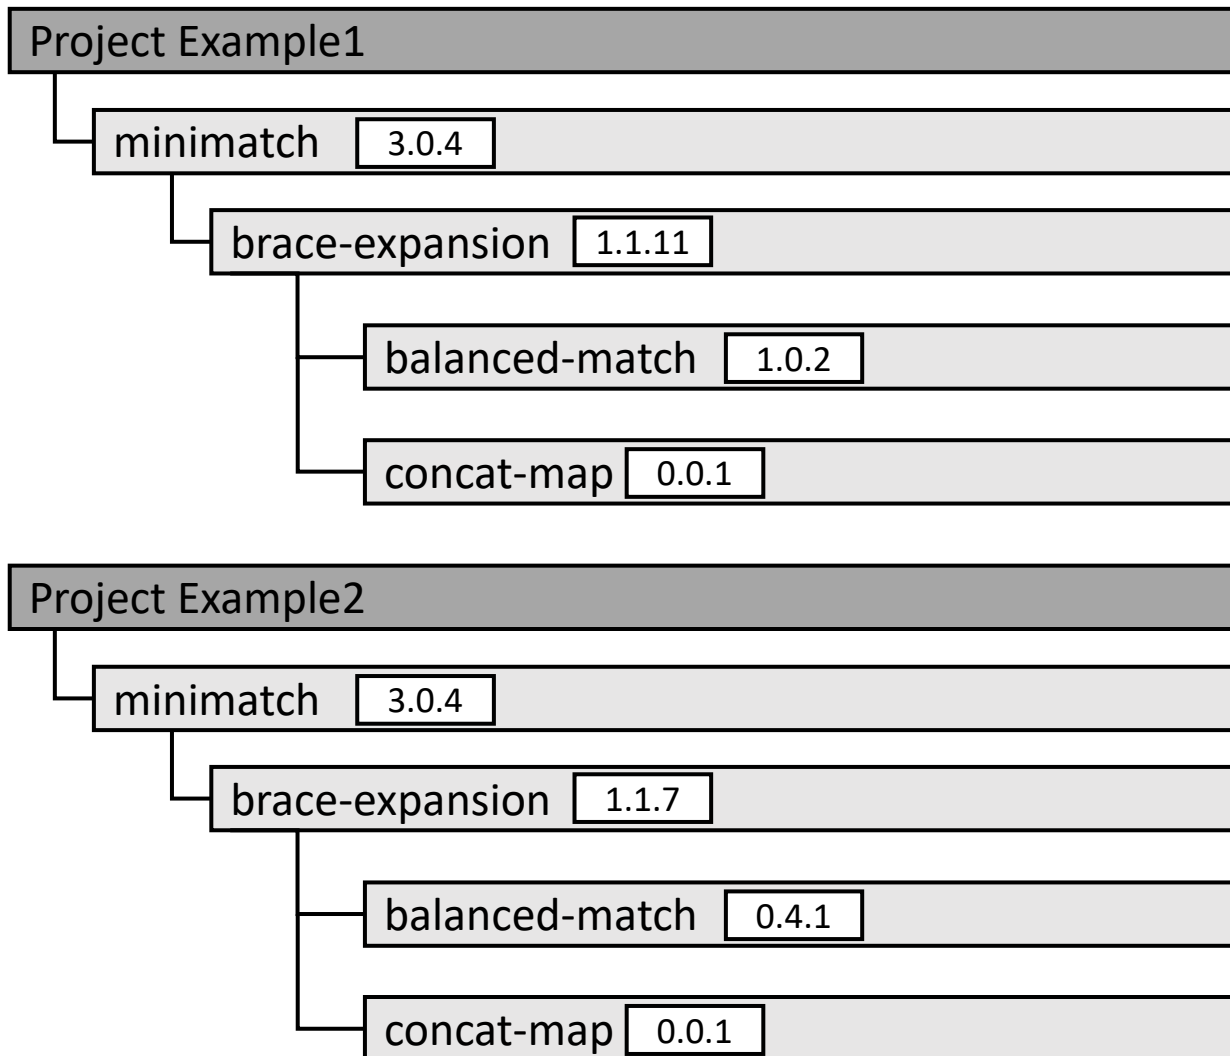 Project Example1
minimatch 3.0.4
brace-expansion 1.1.11
balanced-match 1.0.2
concat-map 0.0.1
Project Example2
minimatch 3.0.4
brace-expansion 1.1.7
balanced-match 0.4.1
concat-map 0.0.1